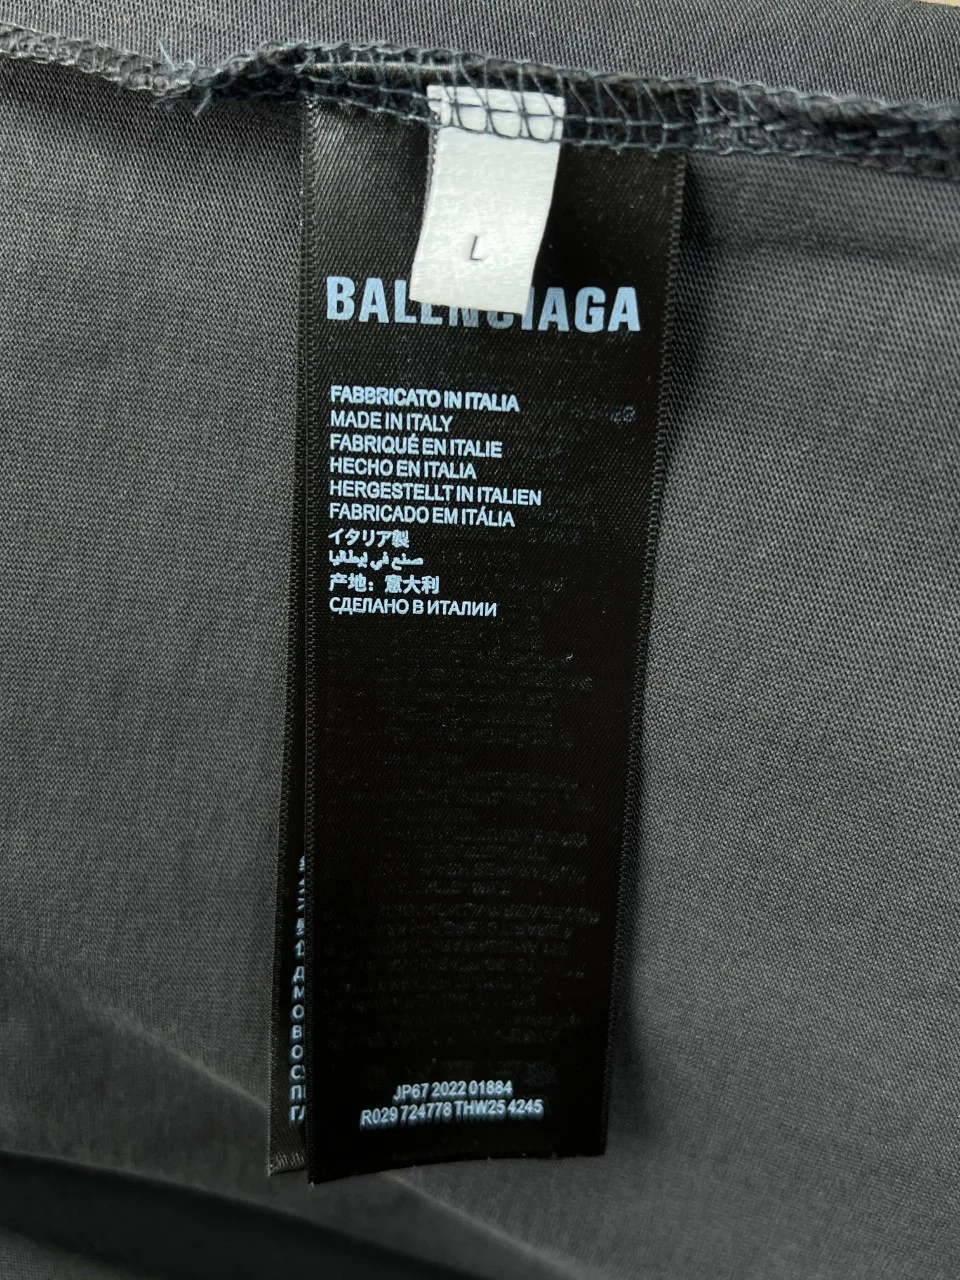 L
BALENCIAGA
FABBRICATO IN ITALIA
MADE IN ITALY
FABRIQUÉ EN ITALIE
HECHO EN ITALIA
HERGESTELLT IN ITALIEN
FABRICADO EM ITÁLIA
イタリア製
صنع في إيطاليا
产地：意大利
СДЕЛАНО В ИТАЛИИ
JP67 2022 01884
R029 724778 THW25 4245